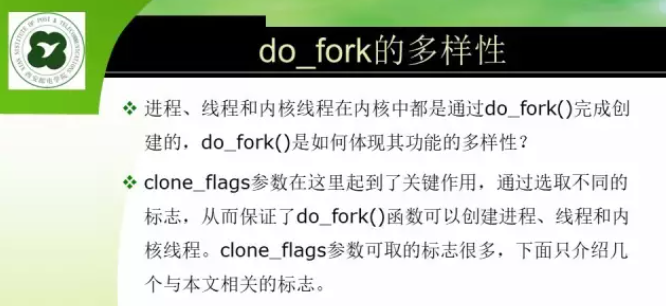 do_fork的多样性
进程、线程和内核线程在内核中都是通过do_fork()完成创
建的，do_fork()是如何体现其功能的多样性？
clone_flags参数在这里起到了关键作用，通过选取不同的
标志，从而保证了do_fork()函数可以创建进程、线程和内
核线程。clone_flags参数可取的标志很多，下面只介绍几
个与本文相关的标志。